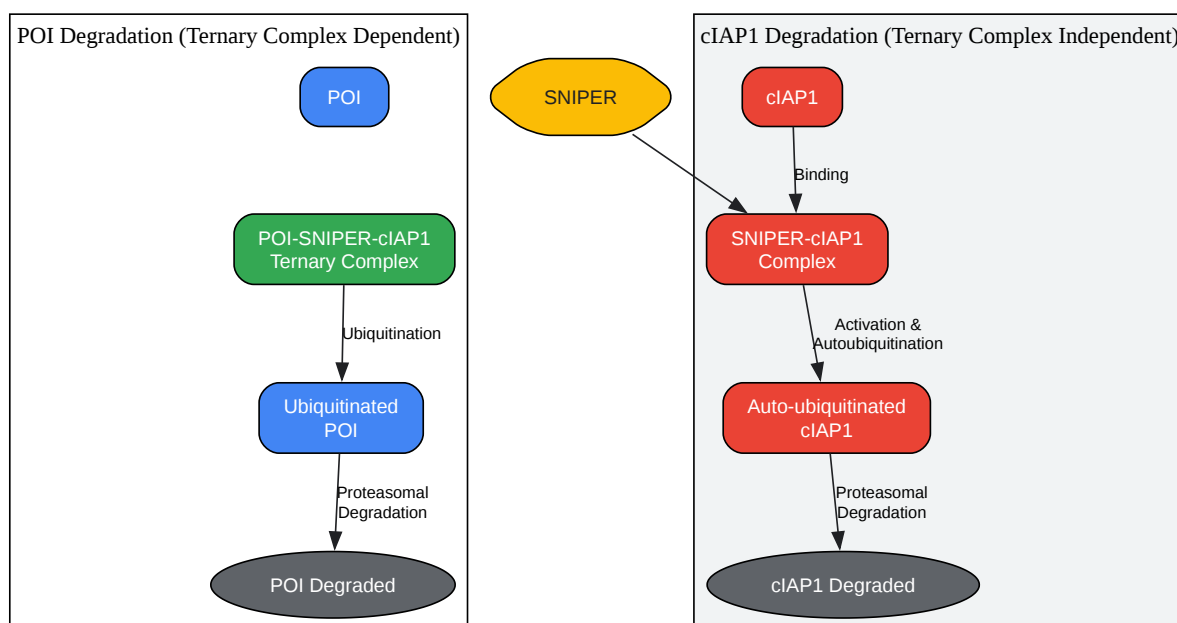 POI Degradation (Ternary Complex Dependent)
POI
POI-SNIPER-cIAP1
Ternary Complex
Ubiquitination
Ubiquitinated
POI
Proteasomal
Degradation
POI Degraded
SNIPER
cIAP1 Degradation (Ternary Complex Independent)
cIAP1
Binding
SNIPER-cIAP1
Complex
Activation &
Autoubiquitination
Auto-ubiquitinated
cIAP1
Proteasomal
Degradation
cIAP1 Degraded